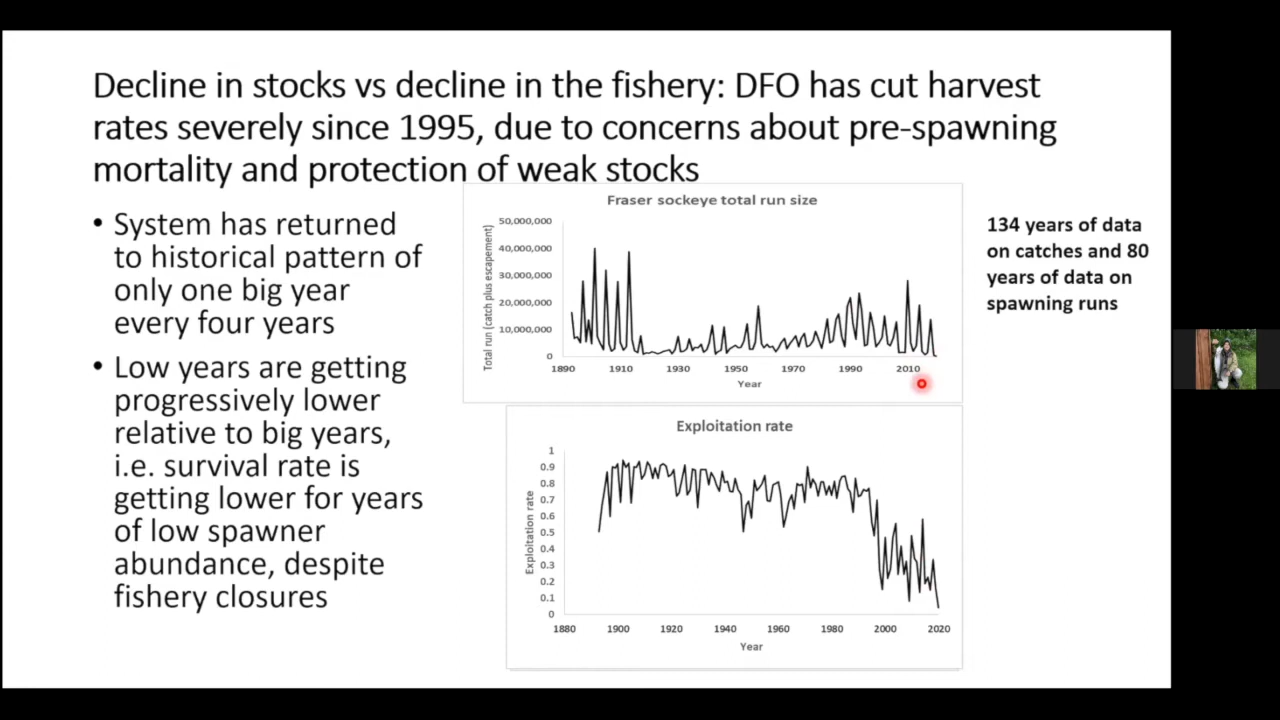 Decline in stocks vs decline in the fishery: DFO has cut harvest
rates severely since 1995, due to concerns about pre-spawning
mortality and protection of weak stocks
• System has returned
to historical pattern of
only one big year
every four years
• Low years are getting
progressively lower
relative to big years,
i.e. survival rate is
getting lower for years
of low spawner
abundance, despite
fishery closures
Fraser sockeye total run size
Total run (catch plus escapement)
50,000,000
40,000,000
30,000,000
20,000,000
10,000,000
0
1890 1910 1930 1950 1970 1990 2010
Year
Exploitation rate
Exploitation rate
1
0.9
0.8
0.7
0.6
0.5
0.4
0.3
0.2
0.1
0
1880 1900 1920 1940 1960 1980 2000 2020
Year
134 years of data
on catches and 80
years of data on
spawning runs